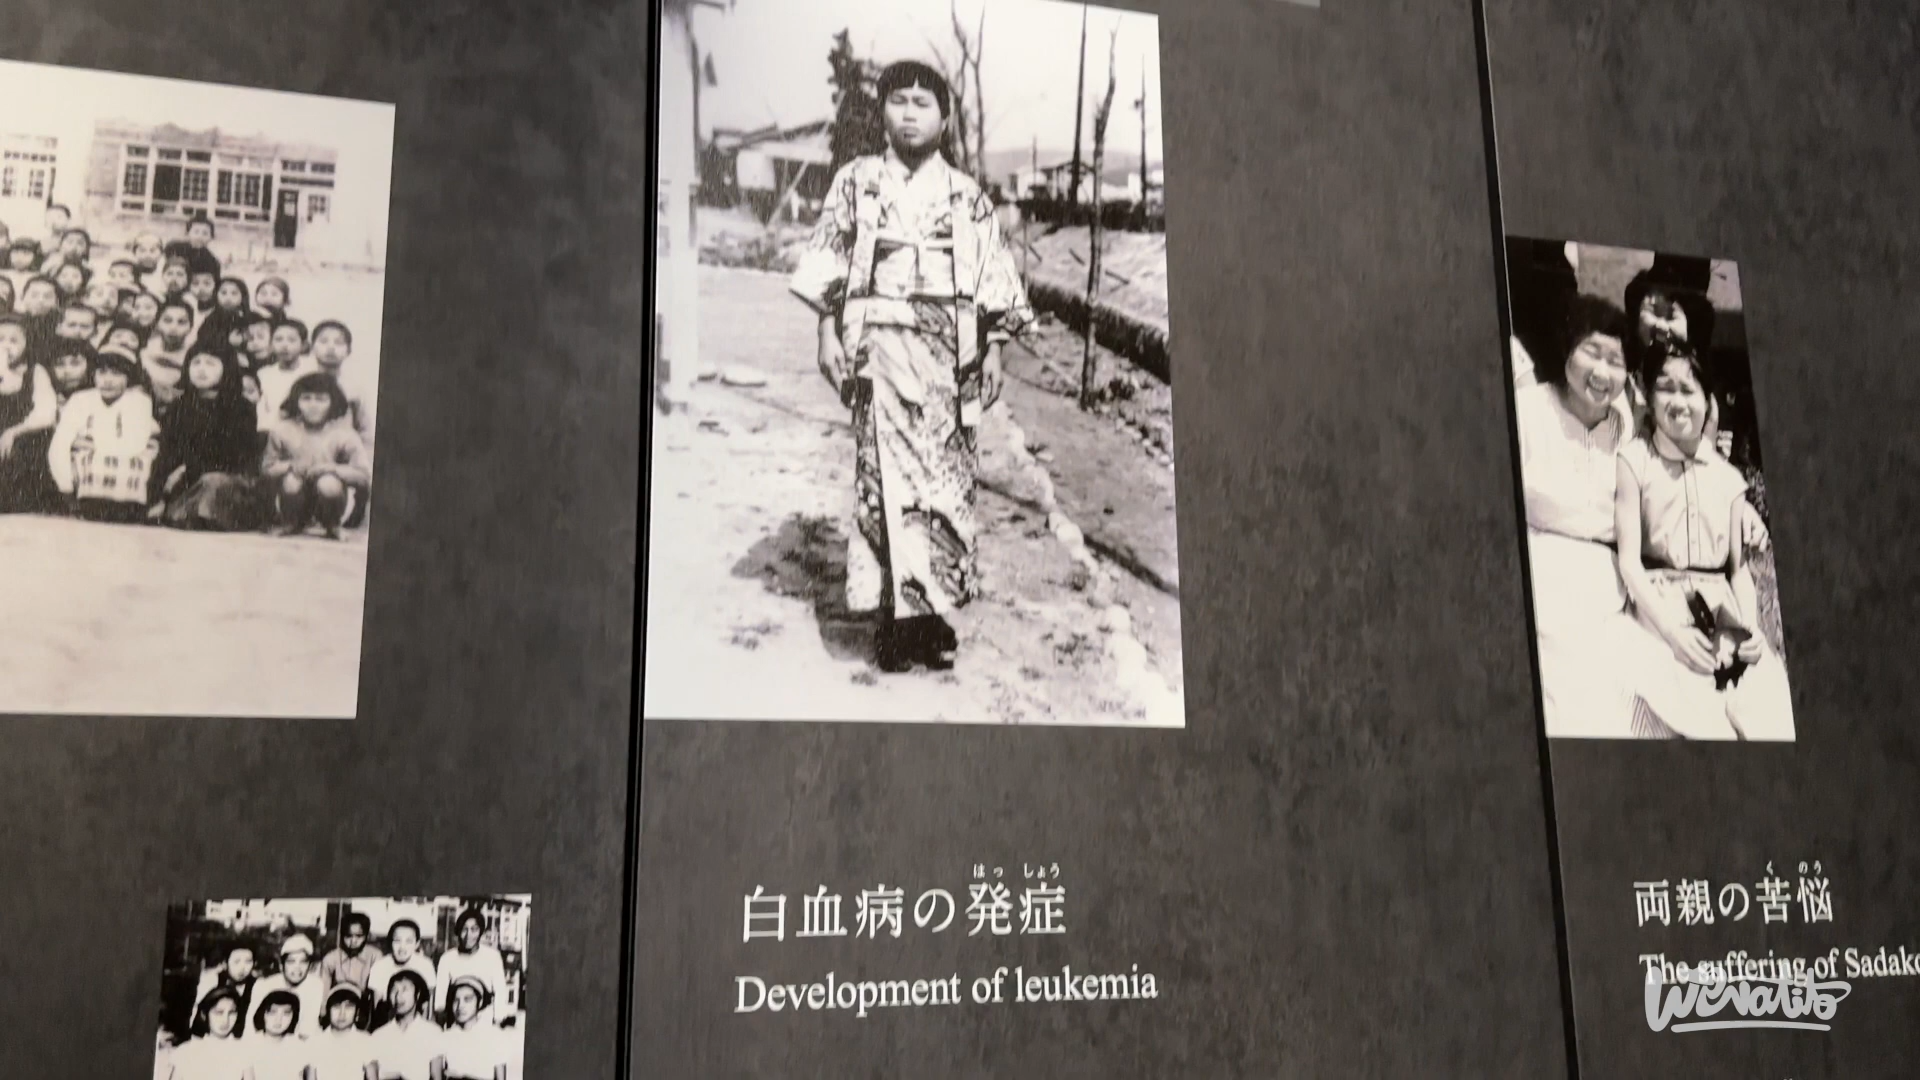 はっ しょう
白血病の発症
Development of leukemia
く のう
両親の苦悩
The suffering of
Wevatilo